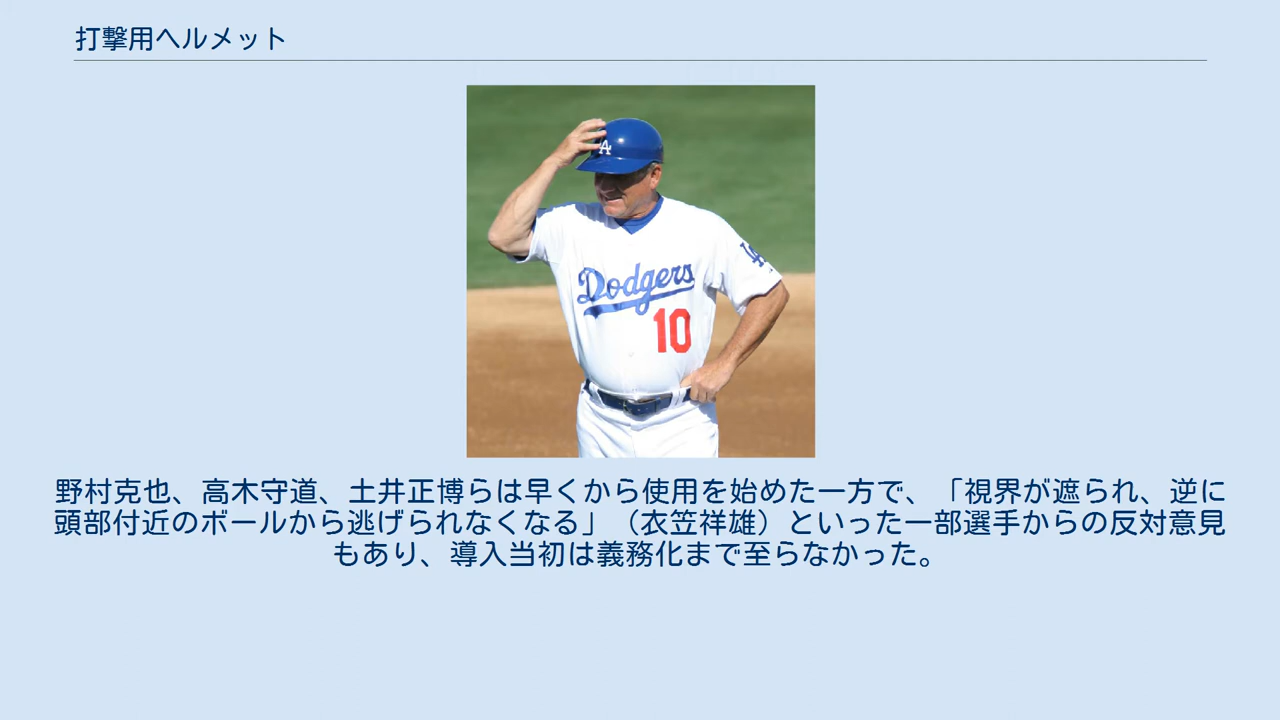 打撃用ヘルメット
LA
LA
Dodgers
10
野村克也、高木守道、土井正博らは早くから使用を始めた一方で、「視界が遮られ、逆に
頭部付近のボールから逃げられなくなる」（衣笠祥雄）といった一部選手からの反対意見
もあり、導入当初は義務化まで至らなかった。